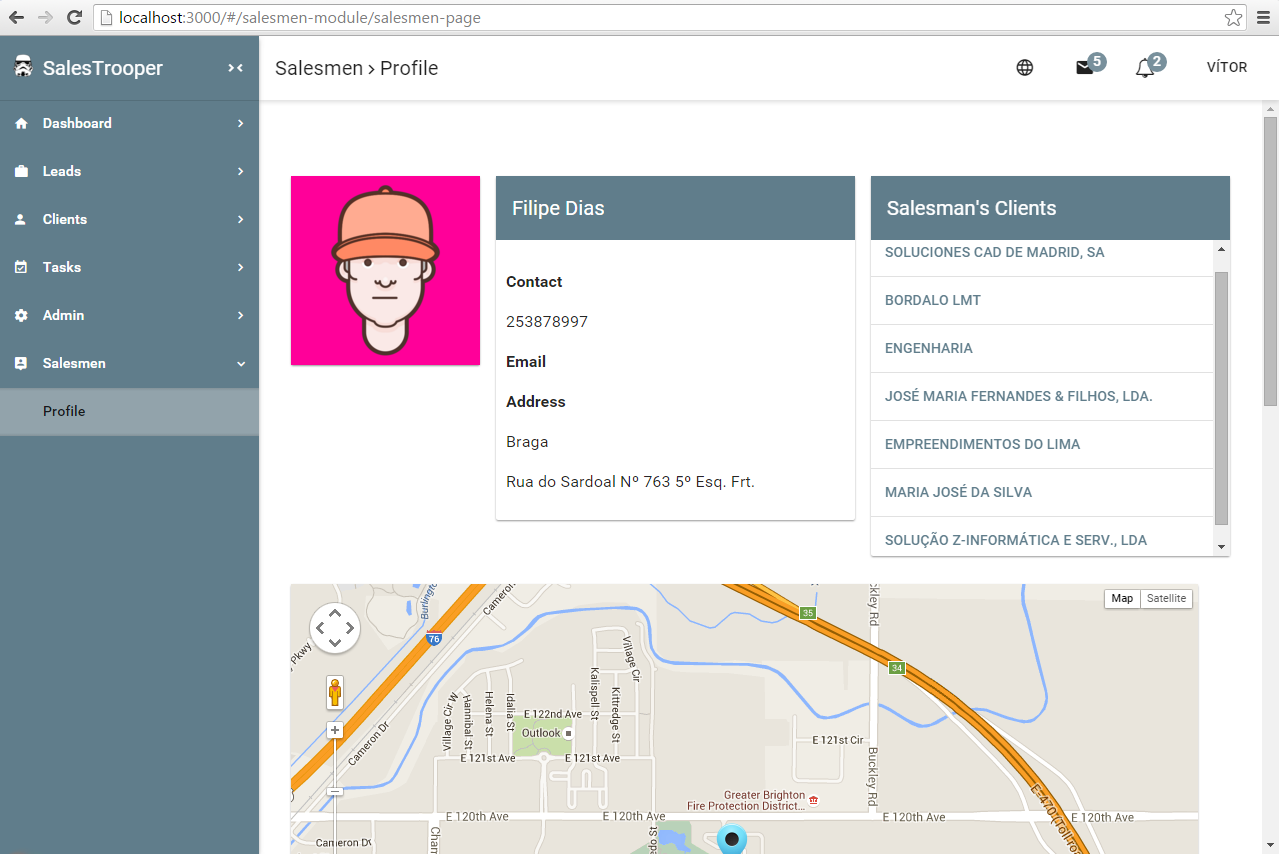 localhost:3000/#/salesmen-module/salesmen-page
SalesTrooper
Salesmen › Profile
5
2
VÍTOR
Dashboard
Leads
Clients
Tasks
Admin
Salesmen
Profile
Filipe Dias
Contact
253878997
Email
Address
Braga
Rua do Sardoal Nº 763 5º Esq. Frt.
Salesman's Clients
SOLUCIONES CAD DE MADRID, SA
BORDALO LMT
ENGENHARIA
JOSÉ MARIA FERNANDES & FILHOS, LDA.
EMPREENDIMENTOS DO LIMA
MARIA JOSÉ DA SILVA
SOLUÇÃO Z-INFORMÁTICA E SERV., LDA
Map
Satellite
Burlington
Cameron
76
35
34
Pkwy
Buckley Rd
Village Cir
Kalispell St
Kittredge St
Village Cir W
Hannibal St
Helena St
Idalia St
E 122nd Ave
Outlook
E 121st Ave
E 121st Ave
E 121st Cir
Cameron Dr
Buckley Rd
Greater Brighton
Fire Protection District...
E-470 (Toll
E 120th Ave
E 120th Ave
E 120th Ave
E 120th Ave
Cameron Dr